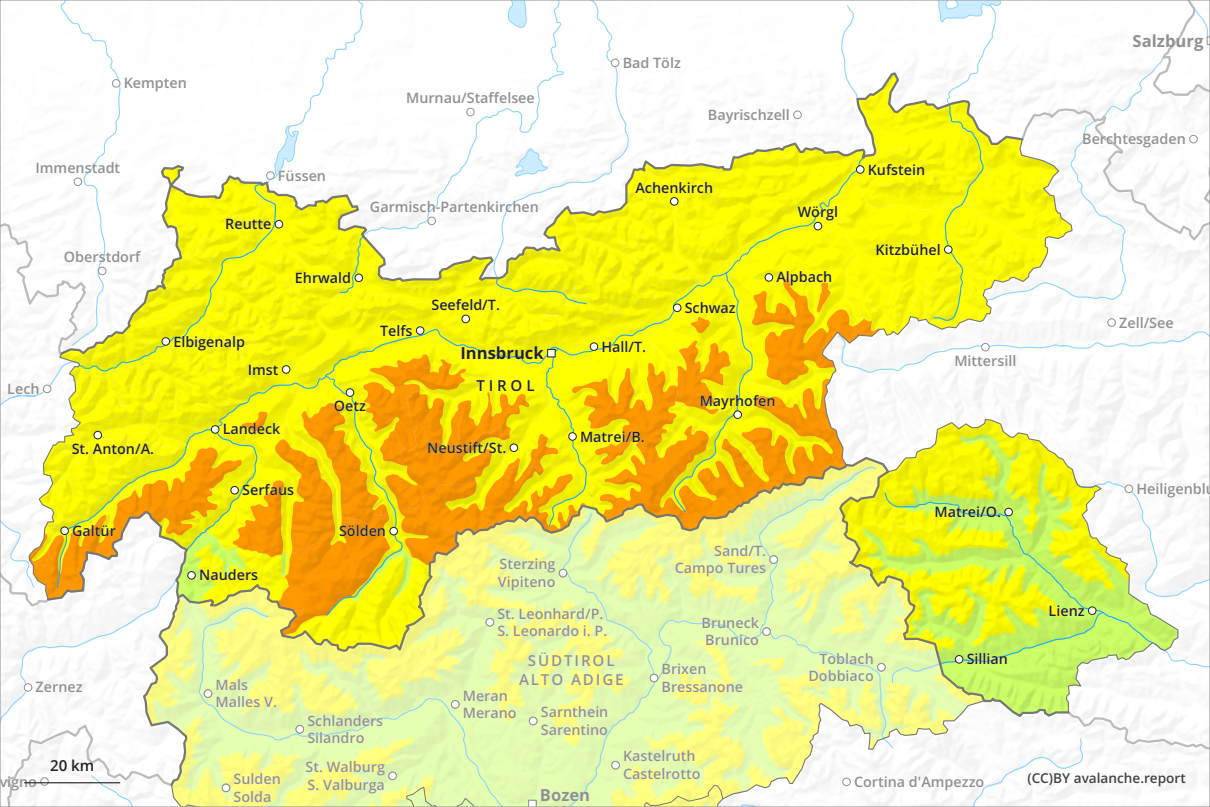 Salzburg
Bad Tölz
Kempten
Murnau/Staffelsee
Bayrischzell
Berchtesgaden
Immenstadt
Füssen
Kufstein
Achenkirch
Garmisch-Partenkirchen
Wörgl
Reutte
Kitzbühel
Oberstdorf
Ehrwald
Alpbach
Seefeld/T.
Schwaz
Zell/See
Telfs
Elbigenalp
Innsbruck
Hall/T.
Mittersill
Imst
TIROL
Lech
Oetz
Mayrhofen
Landeck
Matrei/B.
St. Anton/A.
Neustift/St.
Serfaus
Heiligenblu
Matrei/O.
Galtür
Sölden
Sand/T.
Campo Tures
Sterzing
Vipiteno
Nauders
Lienz
St. Leonhard/P.
S. Leonardo i. P.
Bruneck
Brunico
SÜDTIROL
ALTO ADIGE
Sillian
Toblach
Dobbiaco
Brixen
Bressanone
Zernez
Mals
Malles V.
Meran
Merano
Sarnthein
Sarentino
Schlanders
Silandro
Kastelruth
Castelrotto
St. Walburg
S. Valburga
20 km
vigno
Sulden
Solda
Cortina d'Ampezzo
(CC)BY avalanche.report
Bozen